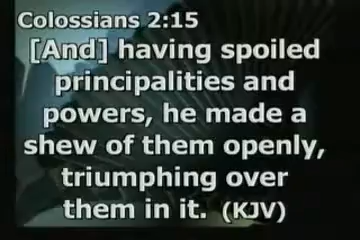 Colossians 2:15
[And] having spoiled
principalities and
powers, he made a
shew of them openly,
triumphing over
them in it. (KJV)